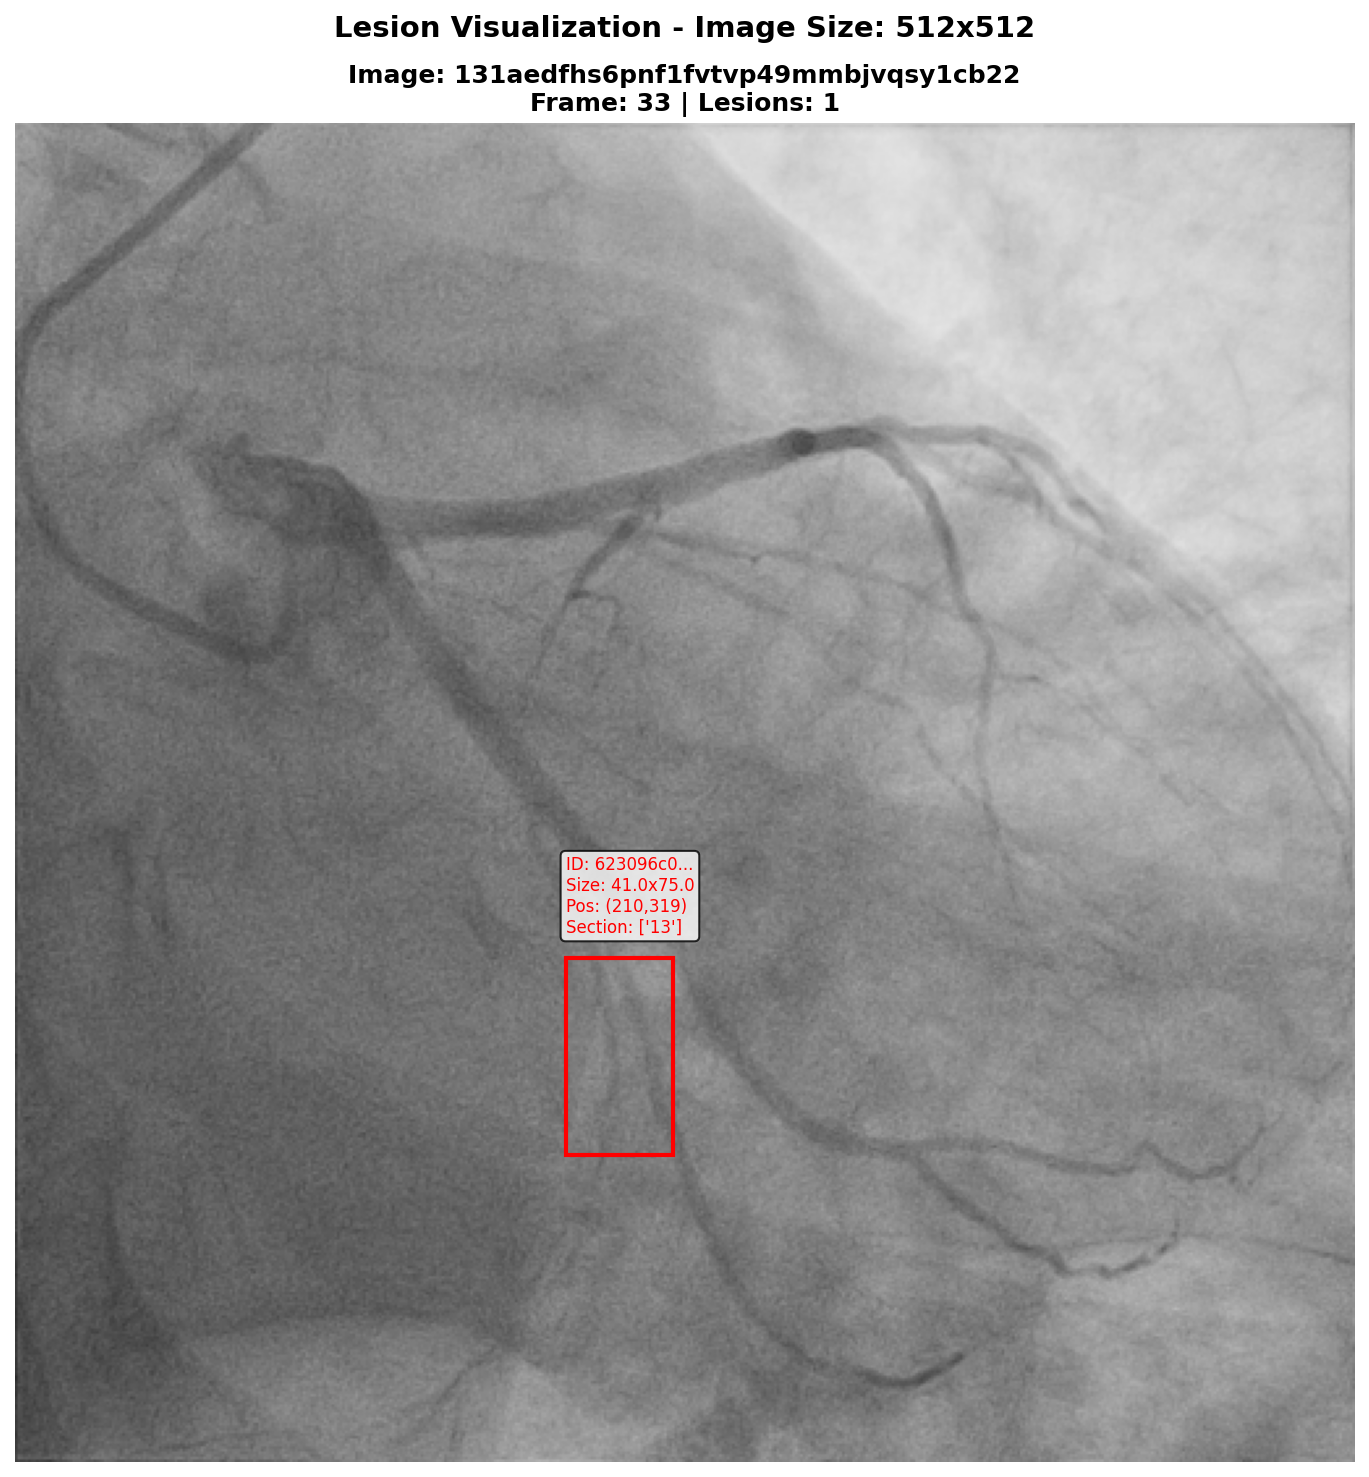 Lesion Visualization - Image Size: 512x512
Image: 131aedfhs6pnf1fvtvp49mmbjvqsy1cb22
Frame: 33 | Lesions: 1
ID: 623096c0...
Size: 41.0x75.0
Pos: (210,319)
Section: ['13']